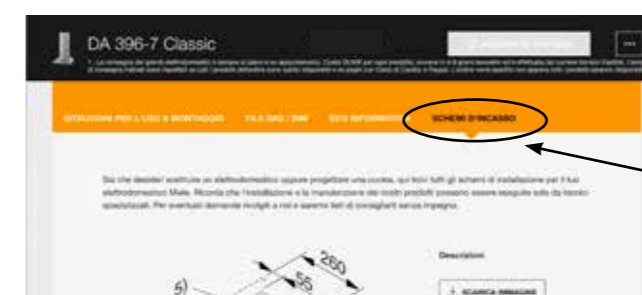 DA 396-7 Classic
ISTRUZIONI PER L'USO & MONTAGGIO FILE CAD / BIM ECO INFORMATION SCHEMI D'INCASSO
Sia che desideri sostituire un elettrodomestico oppure progettare una cucina, qui trovi tutti gli schemi di installazione per il tuo
elettrodomestico Miele. Ricorda che l'installazione e la manutenzione dei nostri prodotti possono essere eseguite solo da tecnici
specializzati. Per eventuali domande rivolgiti a noi e saremo lieti di consigliarti senza impegno.
260
55
5)
Descrizioni
SCARICA IMMAGINE